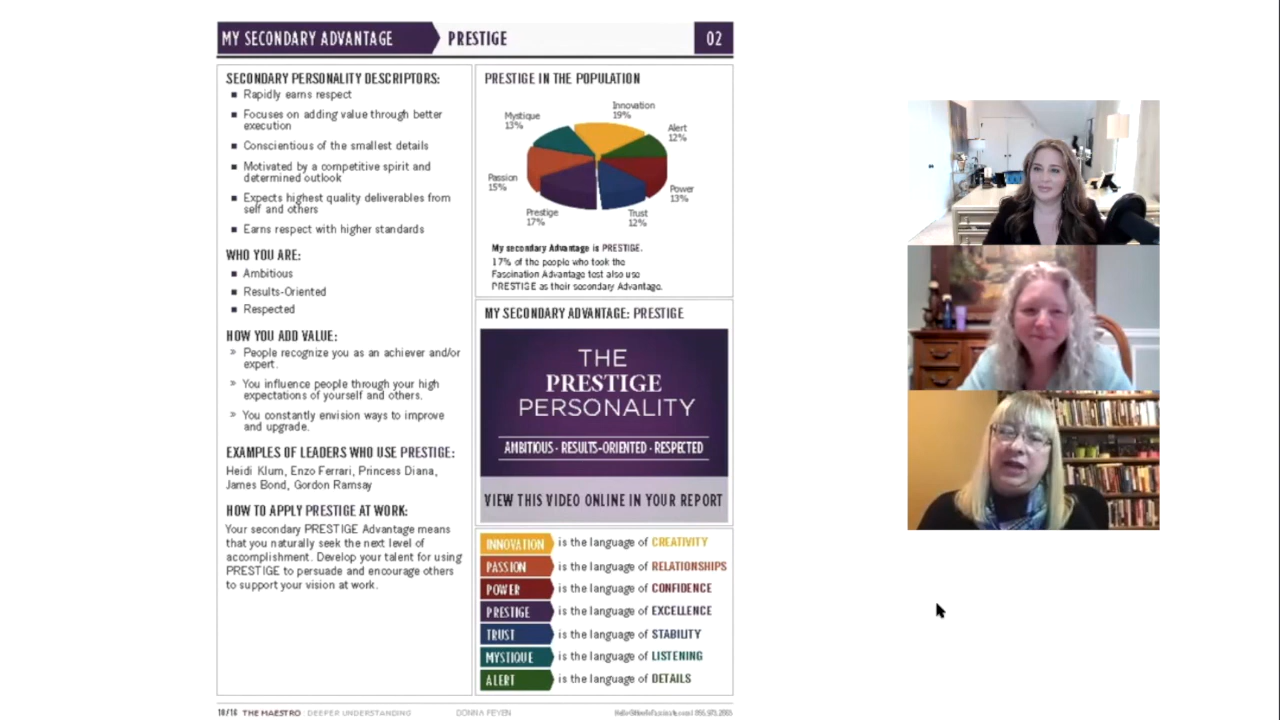 MY SECONDARY ADVANTAGE
PRESTIGE
02
SECONDARY PERSONALITY DESCRIPTORS:
■ Rapidly earns respect
■ Focuses on adding value through better
execution
■ Conscientious of the smallest details
■ Motivated by a competitive spirit and
determined outlook
■ Expects highest quality deliverables from
self and others
■ Earns respect with higher standards
WHO YOU ARE:
■ Ambitious
■ Results-Oriented
■ Respected
HOW YOU ADD VALUE:
» People recognize you as an achiever and/or
expert.
» You influence people through your high
expectations of yourself and others.
» You constantly envision ways to improve
and upgrade.
EXAMPLES OF LEADERS WHO USE PRESTIGE:
Heidi Klum, Enzo Ferrari, Princess Diana,
James Bond, Gordon Ramsay
HOW TO APPLY PRESTIGE AT WORK:
Your secondary PRESTIGE Advantage means
that you naturally seek the next level of
accomplishment. Develop your talent for using
PRESTIGE to persuade and encourage others
to support your vision at work.
PRESTIGE IN THE POPULATION
Innovation
19%
Mystique
13%
Alert
12%
Passion
15%
Power
13%
Prestige
17%
Trust
12%
My secondary Advantage is PRESTIGE.
17% of the people who took the
Fascination Advantage test also use
PRESTIGE as their secondary Advantage.
MY SECONDARY ADVANTAGE: PRESTIGE
THE
PRESTIGE
PERSONALITY
AMBITIOUS · RESULTS-ORIENTED · RESPECTED
VIEW THIS VIDEO ONLINE IN YOUR REPORT
INNOVATION is the language of CREATIVITY
PASSION is the language of RELATIONSHIPS
POWER is the language of CONFIDENCE
PRESTIGE is the language of EXCELLENCE
TRUST is the language of STABILITY
MYSTIQUE is the language of LISTENING
ALERT is the language of DETAILS
10/16 THE MAESTRO | DEEPER UNDERSTANDING
DONNA FEYEN